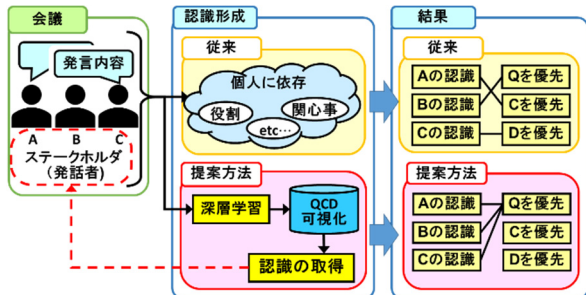 会議
発言内容
A B C
ステークホルダ
(発話者)
認識形成
従来
個人に依存
役割
関心事
etc…
提案方法
深層学習
QCD
可視化
認識の取得
結果
従来
Aの認識
Qを優先
Bの認識
Cを優先
Cの認識
Dを優先
提案方法
Aの認識
Qを優先
Bの認識
Cを優先
Cの認識
Dを優先